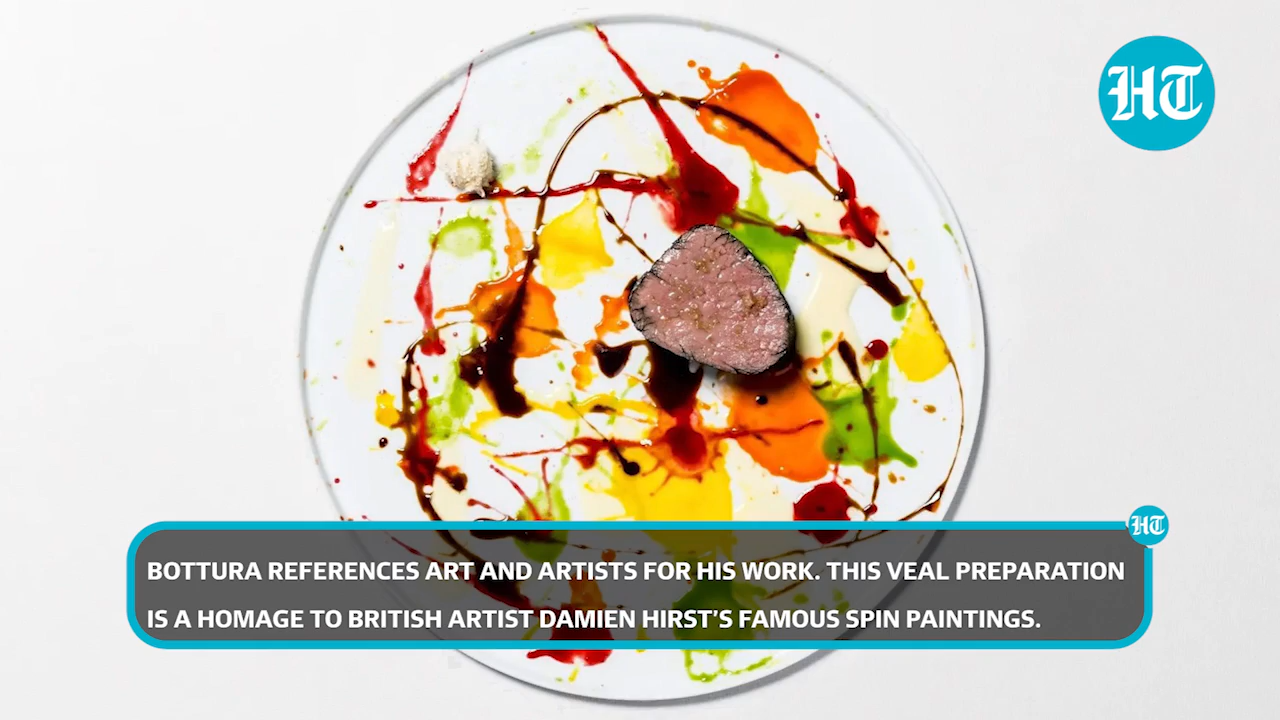 HT
HT
BOTTURA REFERENCES ART AND ARTISTS FOR HIS WORK. THIS VEAL PREPARATION
IS A HOMAGE TO BRITISH ARTIST DAMIEN HIRST'S FAMOUS SPIN PAINTINGS.